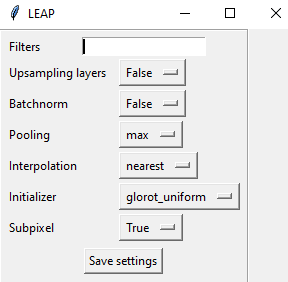 LEAP
Filters
Upsampling layers False
Batchnorm False
Pooling max
Interpolation nearest
Initializer glorot_uniform
Subpixel True
Save settings